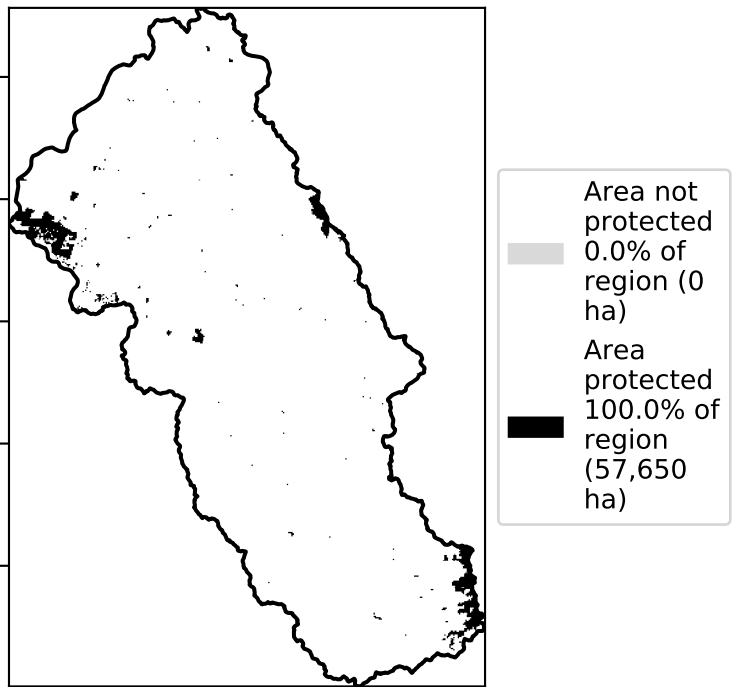 Area not
protected
0.0% of
region (0
ha)
Area
protected
100.0% of
region
(57,650
ha)